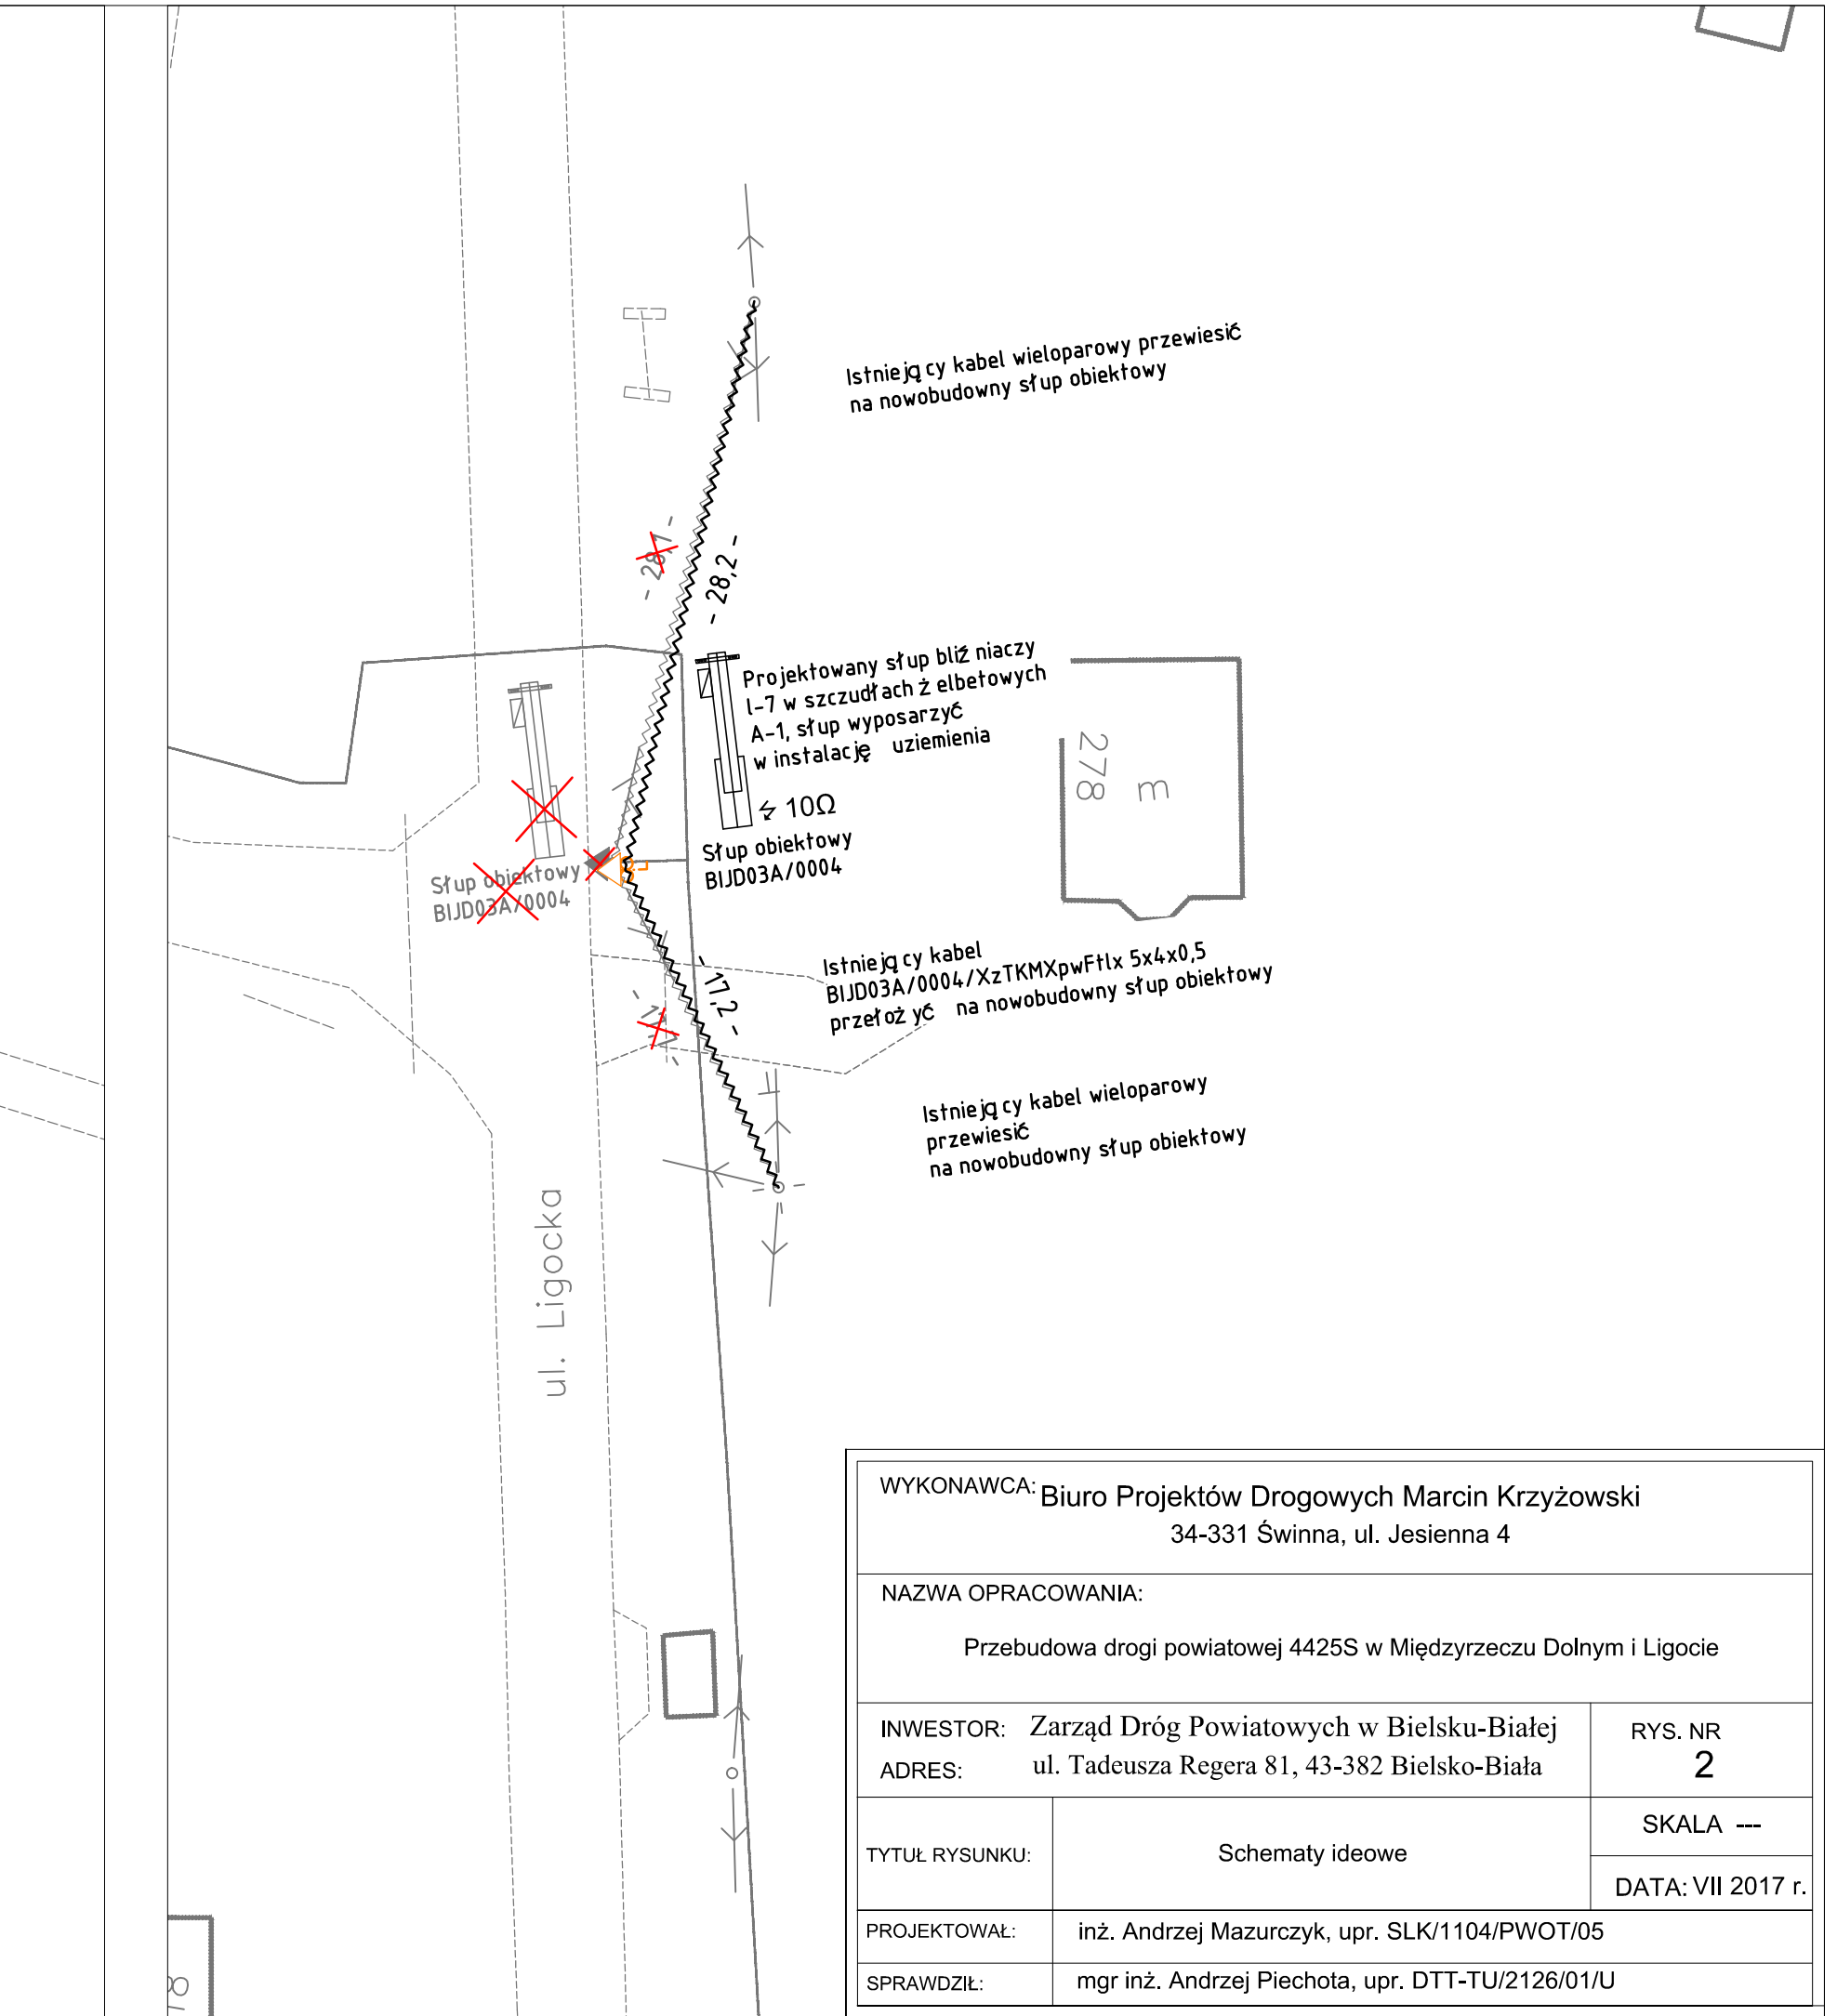 Istniejący kabel wieloparowy przewiesić
na nowobudowny słup obiektowy
- 28,2 -
Projektowany słup bliźniaczy
l-7 w szczudłach żelbetowych
A-1, słup wyposarzyć
w instalację uziemienia
10Ω
Słup obiektowy
BIJD03A/0004
Słup obiektowy
BIJD03A/0004
278
m
- 17,2 -
Istniejący kabel
BIJD03A/0004/XzTKMXpwFtlx 5x4x0,5
przełożyć na nowobudowny słup obiektowy
Istniejący kabel wieloparowy
przewiesić
na nowobudowny słup obiektowy
ul. Ligocka
WYKONAWCA: Biuro Projektów Drogowych Marcin Krzyżowski
34-331 Świnna, ul. Jesienna 4
NAZWA OPRACOWANIA:
Przebudowa drogi powiatowej 4425S w Międzyrzeczu Dolnym i Ligocie
INWESTOR: Zarząd Dróg Powiatowych w Bielsku-Białej
ADRES: ul. Tadeusza Regera 81, 43-382 Bielsko-Biała
RYS. NR
2
TYTUŁ RYSUNKU:
Schematy ideowe
SKALA ---
DATA: VII 2017 r.
PROJEKTOWAŁ: inż. Andrzej Mazurczyk, upr. SLK/1104/PWOT/05
SPRAWDZIŁ: mgr inż. Andrzej Piechota, upr. DTT-TU/2126/01/U